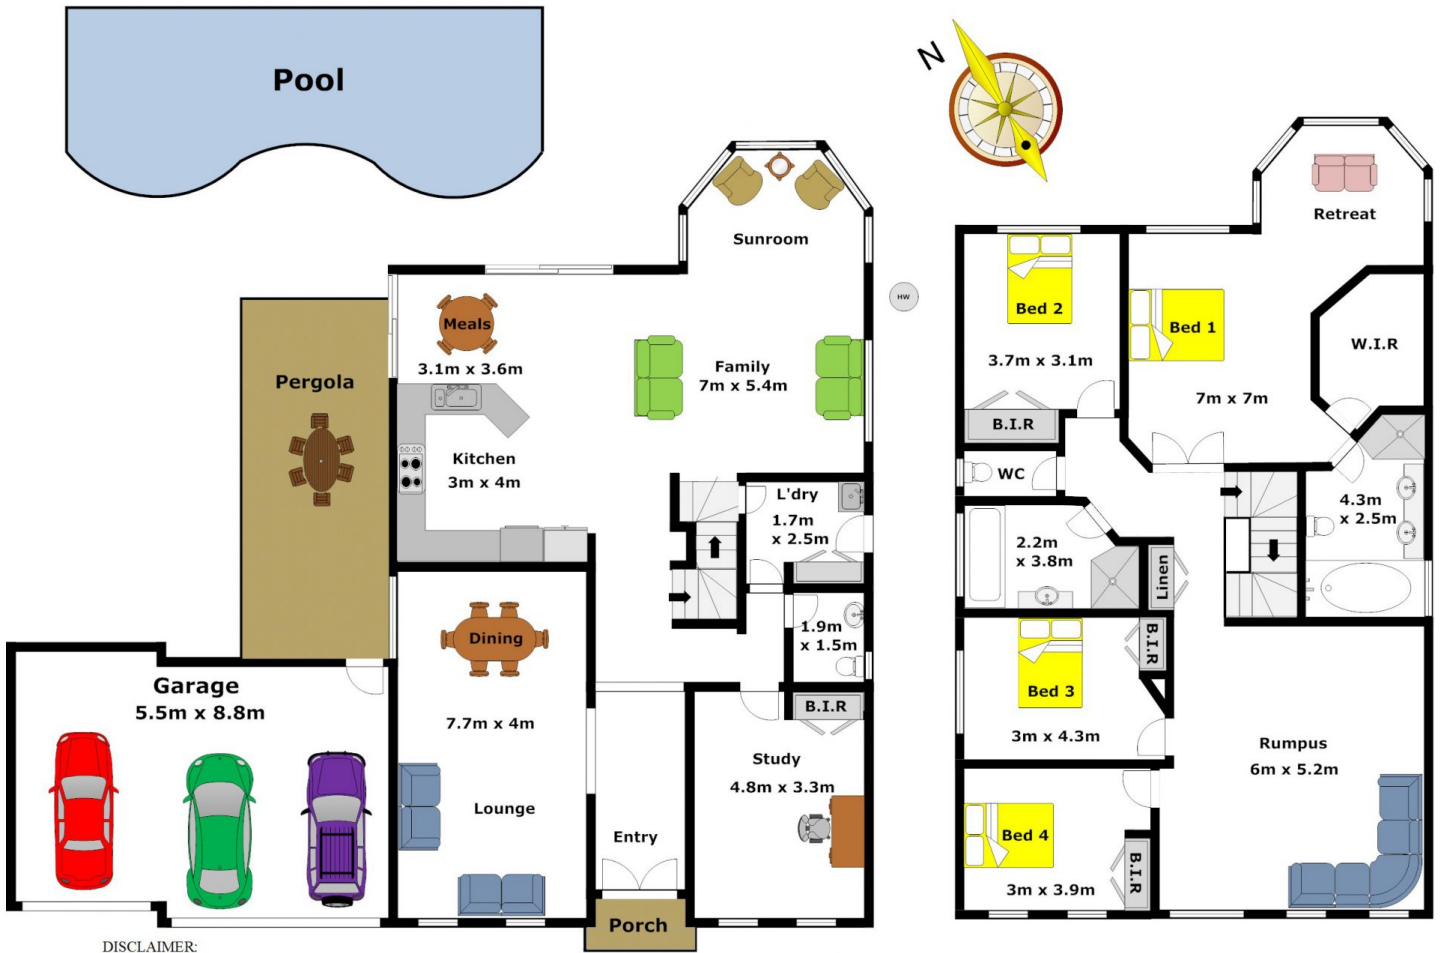 Pool
N
Sunroom
HW
Meals
3.1m x 3.6m
Family
7m x 5.4m
Pergola
Kitchen
3m x 4m
L'dry
1.7m
x 2.5m
Dining
1.9m
x 1.5m
Garage
5.5m x 8.8m
7.7m x 4m
B.I.R
Study
4.8m x 3.3m
Lounge
Entry
Porch
DISCLAIMER:
Retreat
Bed 2
3.7m x 3.1m
Bed 1
7m x 7m
W.I.R
B.I.R
WC
4.3m
x 2.5m
2.2m
x 3.8m
Linen
B.I.R
Bed 3
3m x 4.3m
Rumpus
6m x 5.2m
Bed 4
3m x 3.9m
B.I.R